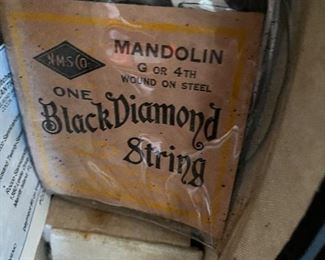 N.M.S.Co.
MANDOLIN
G OR 4TH
WOUND ON STEEL
ONE
Black Diamond
String